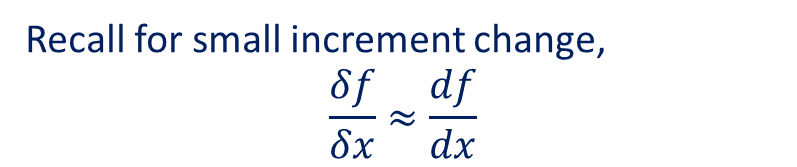 Recall for small increment change,
𝛿𝑓/𝛿𝑥 ≈ 𝑑𝑓/𝑑𝑥